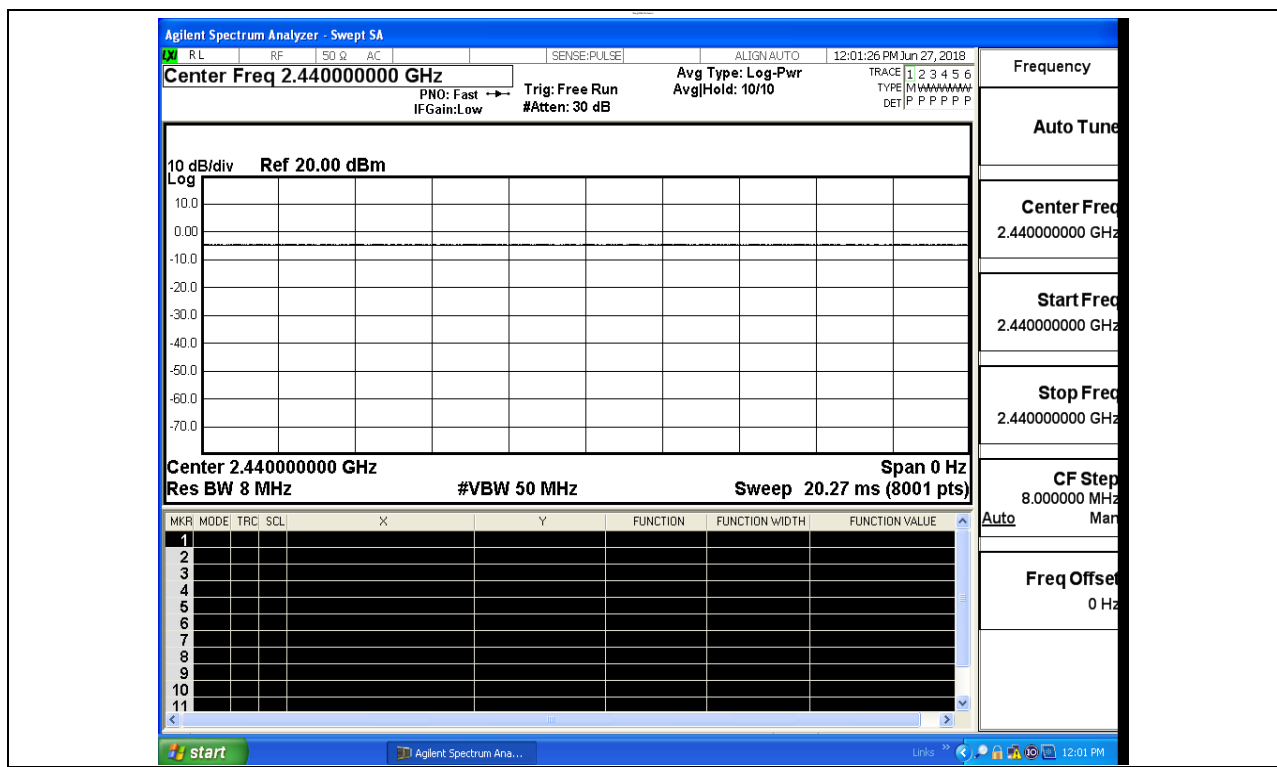 Agilent Spectrum Analyzer - Swept SA
LXI RL RF 50 Ω AC SENSE:PULSE ALIGN AUTO 12:01:26 PM Jun 27, 2018
Center Freq 2.440000000 GHz
PNO: Fast
IFGain:Low
Trig: Free Run
#Atten: 30 dB
Avg Type: Log-Pwr
Avg|Hold: 10/10
TRACE 1 2 3 4 5 6
TYPE M W W W W W
DET P P P P P P
10 dB/div Ref 20.00 dBm
Log
10.0
0.00
-10.0
-20.0
-30.0
-40.0
-50.0
-60.0
-70.0
Center 2.440000000 GHz Span 0 Hz
Res BW 8 MHz #VBW 50 MHz Sweep 20.27 ms (8001 pts)
MKR MODE TRC SCL X Y FUNCTION FUNCTION WIDTH FUNCTION VALUE
1
2
3
4
5
6
7
8
9
10
11
Frequency
Auto Tune
Center Freq
2.440000000 GHz
Start Freq
2.440000000 GHz
Stop Freq
2.440000000 GHz
CF Step
8.000000 MHz
Auto Man
Freq Offset
0 Hz
start Agilent Spectrum Ana... Links » 12:01 PM